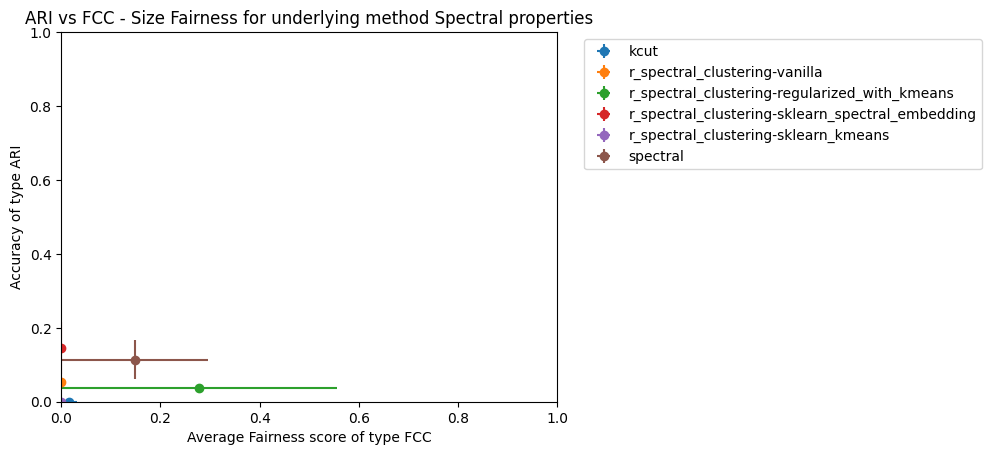 ARI vs FCC - Size Fairness for underlying method Spectral properties
1.0
0.8
0.6
0.4
0.2
0.0
Accuracy of type ARI
0.0 0.2 0.4 0.6 0.8 1.0
Average Fairness score of type FCC
kcut
r_spectral_clustering-vanilla
r_spectral_clustering-regularized_with_kmeans
r_spectral_clustering-sklearn_spectral_embedding
r_spectral_clustering-sklearn_kmeans
spectral